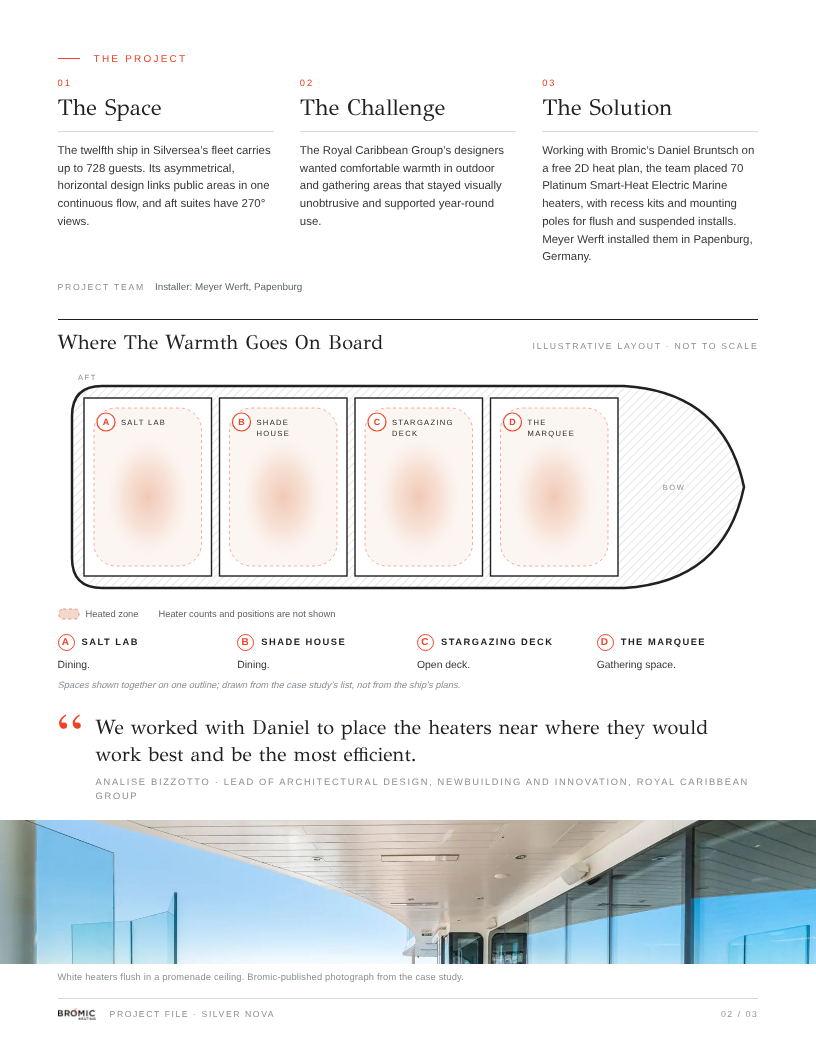 THE PROJECT
01
The Space
The twelfth ship in Silversea's fleet carries
up to 728 guests. Its asymmetrical,
horizontal design links public areas in one
continuous flow, and aft suites have 270°
views.
02
The Challenge
The Royal Caribbean Group's designers
wanted comfortable warmth in outdoor
and gathering areas that stayed visually
unobtrusive and supported year-round
use.
03
The Solution
Working with Bromic's Daniel Bruntsch on
a free 2D heat plan, the team placed 70
Platinum Smart-Heat Electric Marine
heaters, with recess kits and mounting
poles for flush and suspended installs.
Meyer Werft installed them in Papenburg,
Germany.
PROJECT TEAM Installer: Meyer Werft, Papenburg
Where The Warmth Goes On Board
ILLUSTRATIVE LAYOUT · NOT TO SCALE
AFT
A SALT LAB
B SHADE
HOUSE
C STARGAZING
DECK
D THE
MARQUEE
BOW
Heated zone Heater counts and positions are not shown
A SALT LAB
Dining.
B SHADE HOUSE
Dining.
C STARGAZING DECK
Open deck.
D THE MARQUEE
Gathering space.
Spaces shown together on one outline; drawn from the case study's list, not from the ship's plans.
“ We worked with Daniel to place the heaters near where they would
work best and be the most efficient.
ANALISE BIZZOTTO · LEAD OF ARCHITECTURAL DESIGN, NEWBUILDING AND INNOVATION, ROYAL CARIBBEAN
GROUP
White heaters flush in a promenade ceiling. Bromic-published photograph from the case study.
BROMIC HEATING PROJECT FILE · SILVER NOVA
02 / 03